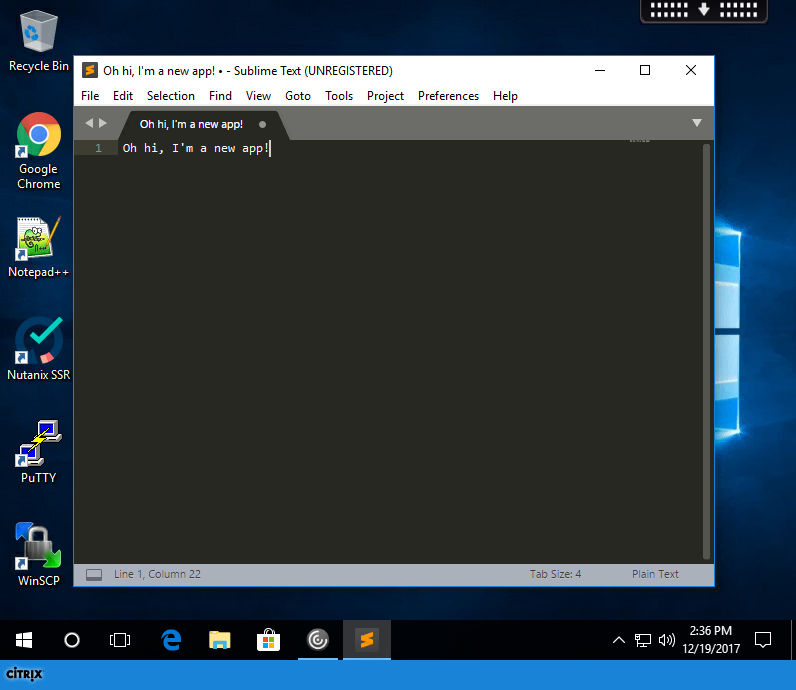 Recycle Bin
Google
Chrome
Notepad++
Nutanix SSR
PuTTY
WinSCP
Oh hi, I'm a new app! • - Sublime Text (UNREGISTERED)
File Edit Selection Find View Goto Tools Project Preferences Help
Oh hi, I'm a new app!
1 Oh hi, I'm a new app!
Line 1, Column 22 Tab Size: 4 Plain Text
2:36 PM
12/19/2017
CİTRIX